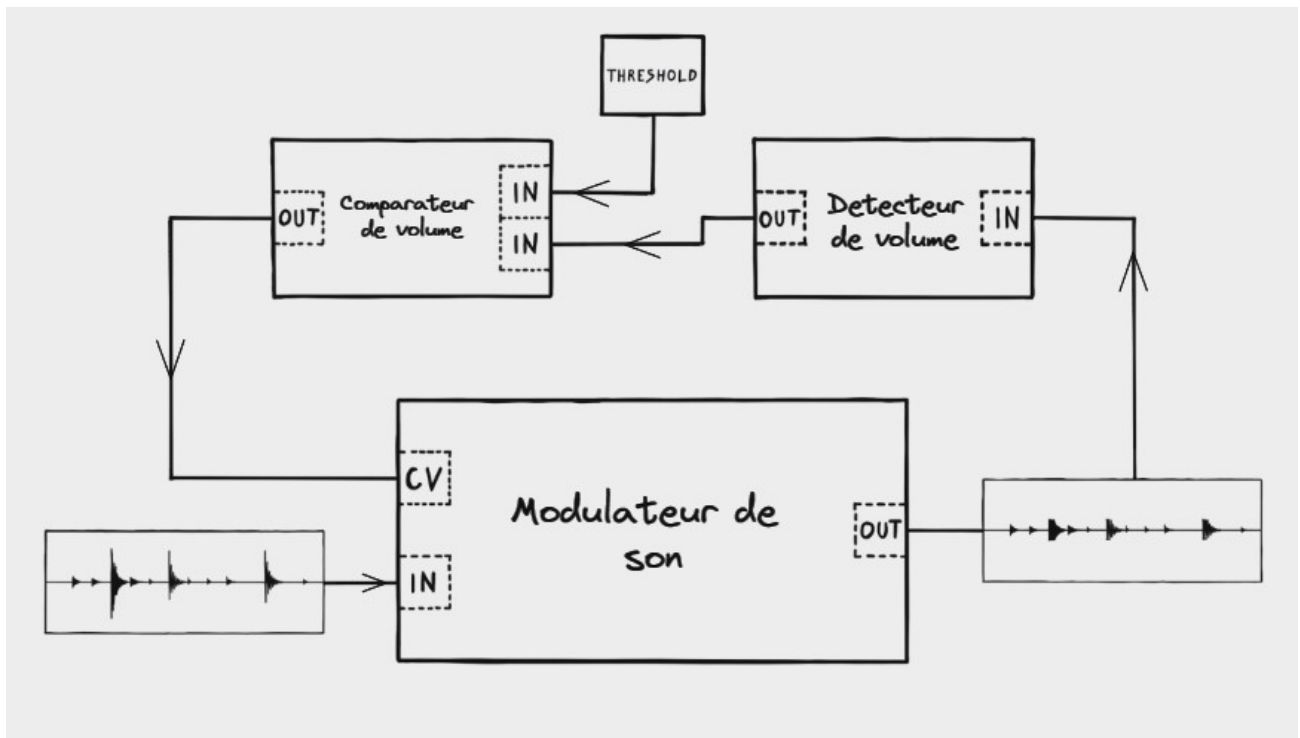 THRESHOLD
OUT
Comparateur
de volume
IN
IN
OUT
Detecteur
de volume
IN
CV
IN
Modulateur de
son
OUT